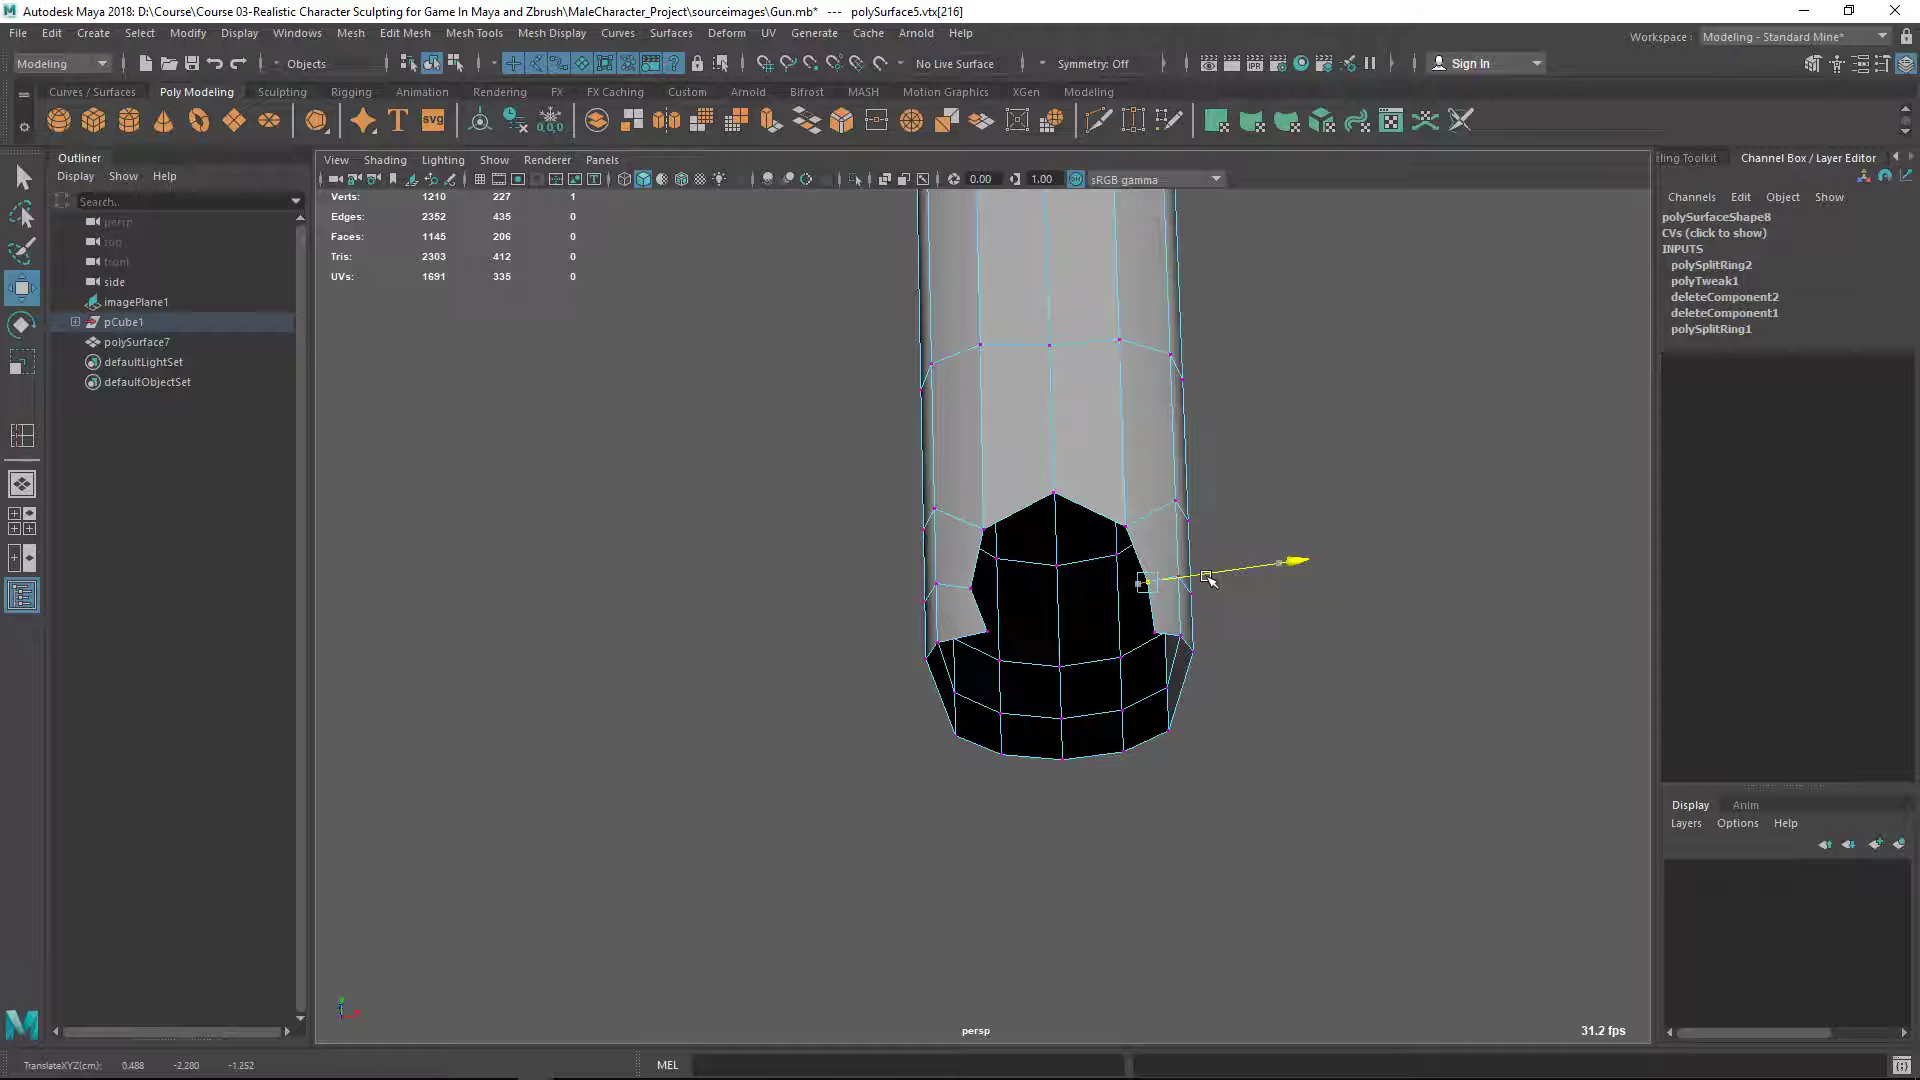 Autodesk Maya 2018: D:\Course\Course 03-Realistic Character Sculpting for Game In Maya and Zbrush\MaleCharacter_Project\sourceimages\Gun.mb* --- polySurface5.vtx[216]
File Edit Create Select Modify Display Windows Mesh Edit Mesh Mesh Tools Mesh Display Curves Surfaces Deform UV Generate Cache Arnold Help
Workspace : Modeling - Standard Mine*
Modeling Objects No Live Surface Symmetry: Off Sign In
Curves / Surfaces Poly Modeling Sculpting Rigging Animation Rendering FX FX Caching Custom Arnold Bifrost MASH Motion Graphics XGen Modeling
T svg 0,0,0
Outliner
Display Show Help
Search..
persp
top
front
side
imagePlane1
pCube1
polySurface7
defaultLightSet
defaultObjectSet
View Shading Lighting Show Renderer Panels
0.00 1.00 sRGB gamma
Verts: 1210 227 1
Edges: 2352 435 0
Faces: 1145 206 0
Tris: 2303 412 0
UVs: 1691 335 0
persp
31.2 fps
ling Toolkit Channel Box / Layer Editor
Channels Edit Object Show
polySurfaceShape8
CVs (click to show)
INPUTS
polySplitRing2
polyTweak1
deleteComponent2
deleteComponent1
polySplitRing1
Display Anim
Layers Options Help
TranslateXYZ(cm): 0.488 -2.280 -1.252
MEL